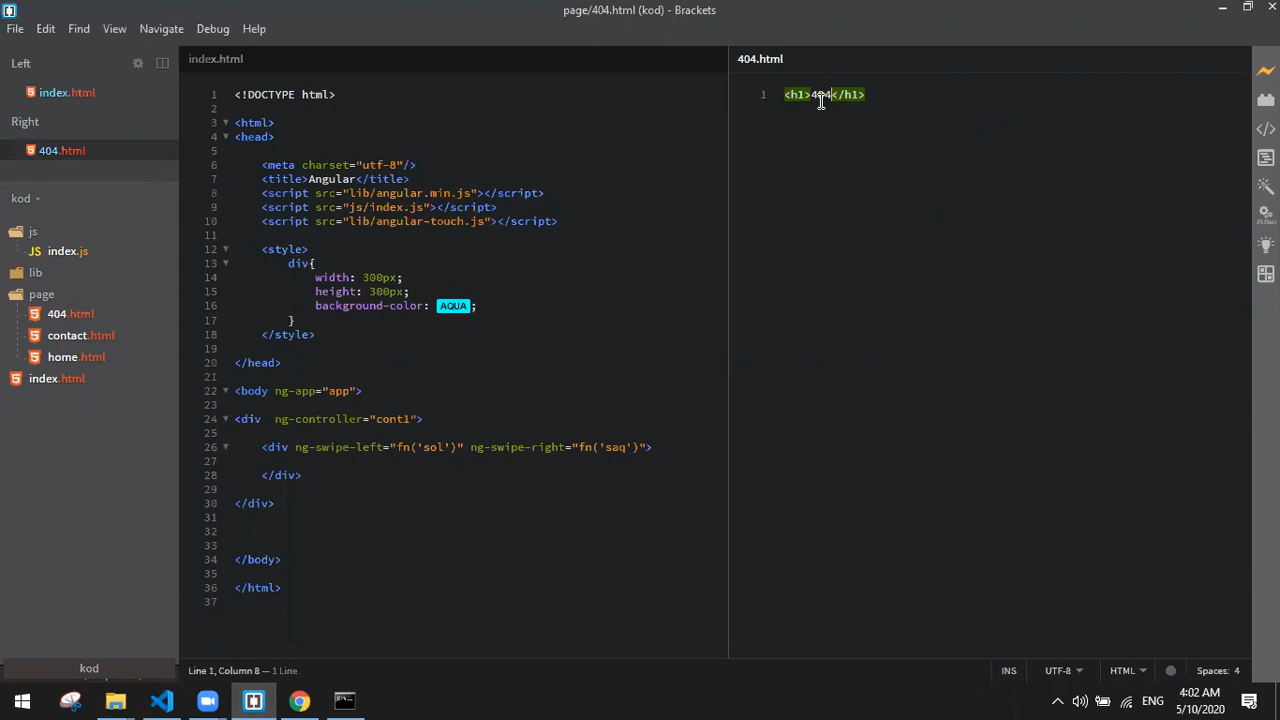 page/404.html (kod) - Brackets
File Edit Find View Navigate Debug Help
Left
index.html
Right
404.html
kod
js
JS index.js
lib
page
404.html
contact.html
home.html
index.html
kod
index.html
1 <!DOCTYPE html>
2
3 <html>
4 <head>
5
6 <meta charset="utf-8"/>
7 <title>Angular</title>
8 <script src="lib/angular.min.js"></script>
9 <script src="js/index.js"></script>
10 <script src="lib/angular-touch.js"></script>
11
12 <style>
13 div{
14 width: 300px;
15 height: 300px;
16 background-color: AQUA;
17 }
18 </style>
19
20 </head>
21
22 <body ng-app="app">
23
24 <div  ng-controller="cont1">
25
26 <div ng-swipe-left="fn('sol')" ng-swipe-right="fn('saq')">
27
28 </div>
29
30 </div>
31
32
33
34 </body>
35
36 </html>
37
404.html
1 <h1>404</h1>
Line 1, Column 8 — 1 Line
INS UTF-8 HTML Spaces: 4
ENG
4:02 AM
5/10/2020